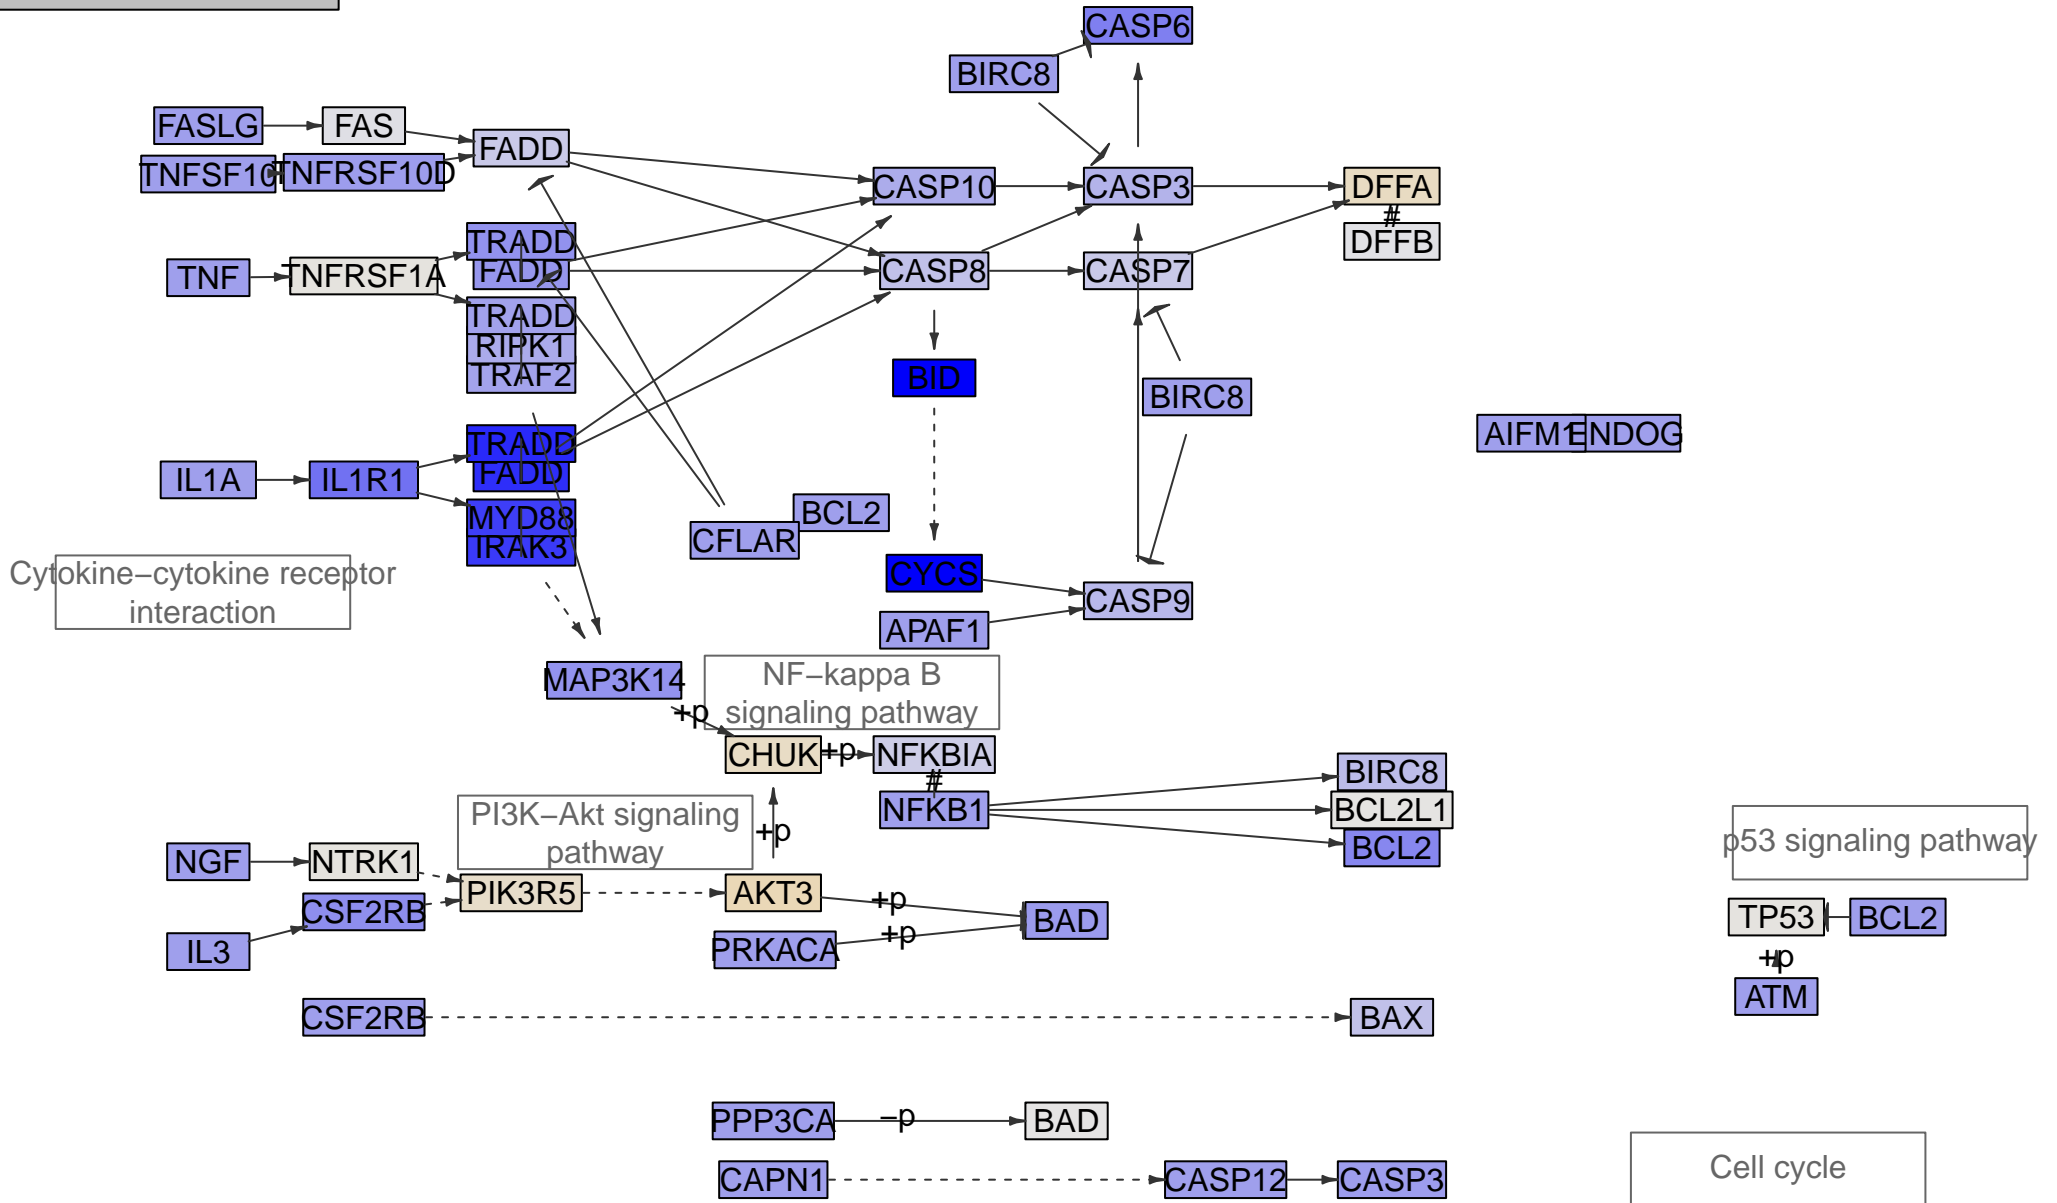 CASP6
BIRC8
FASLG
FAS
FADD
TNFSF10
TNFRSF10D
CASP10
CASP3
DFFA
#
DFFB
TRADD
FADD
TNF
TNFRSF1A
CASP8
CASP7
TRADD
RIPK1
TRAF2
BID
BIRC8
AIFM1
ENDOG
TRADD
FADD
IL1A
IL1R1
MYD88
IRAK3
BCL2
CFLAR
CYCS
CASP9
APAF1
Cytokine−cytokine receptor
interaction
MAP3K14
NF−kappa B
signaling pathway
+p
CHUK
+p
NFKBIA
#
NFKB1
BIRC8
BCL2L1
BCL2
PI3K−Akt signaling
pathway
+p
p53 signaling pathway
NGF
NTRK1
PIK3R5
AKT3
+p
BAD
CSF2RB
IL3
PRKACA
+p
TP53
BCL2
+p
ATM
CSF2RB
BAX
PPP3CA
−p
BAD
CAPN1
CASP12
CASP3
Cell cycle